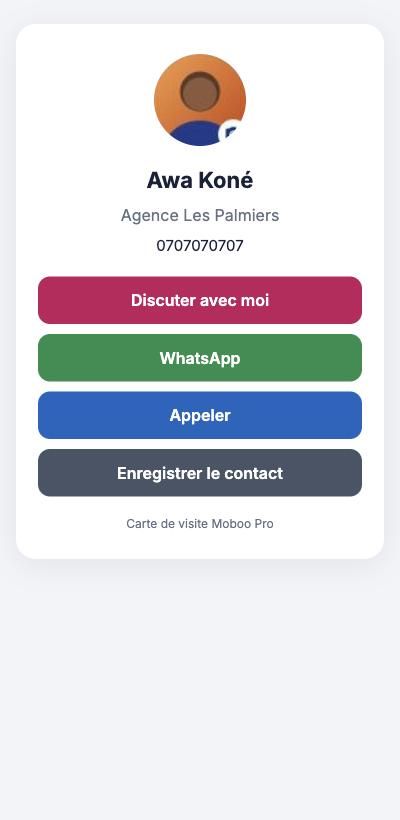 Awa Koné
Agence Les Palmiers
0707070707
Discuter avec moi
WhatsApp
Appeler
Enregistrer le contact
Carte de visite Moboo Pro